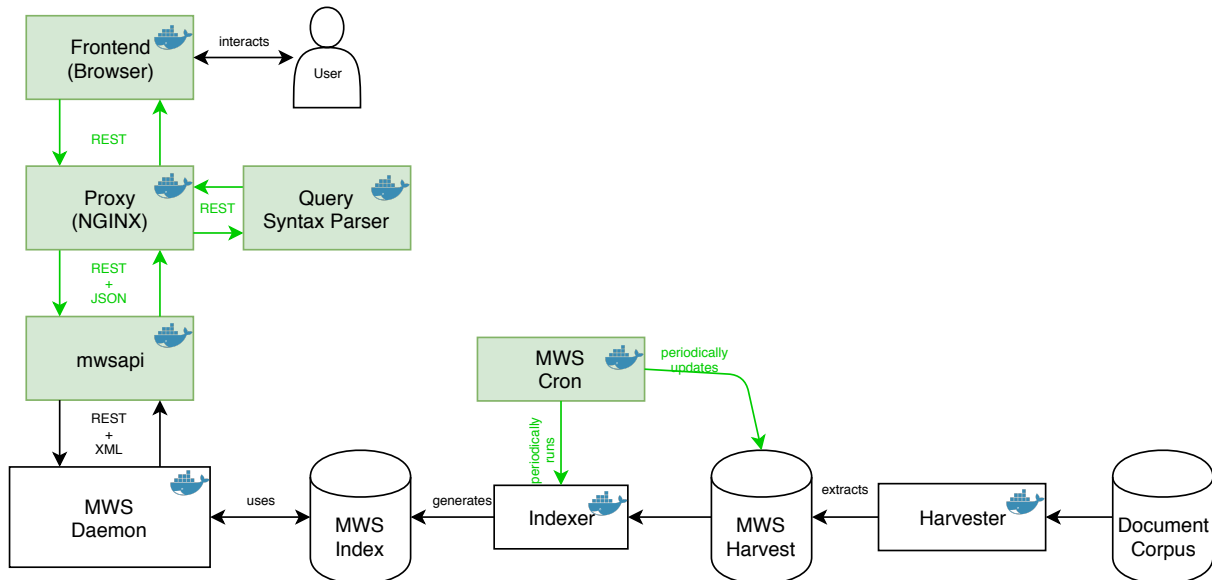 Frontend
(Browser)
interacts
User
REST
Proxy
(NGINX)
REST
Query
Syntax Parser
REST
+
JSON
mwsapi
MWS
Cron
periodically
updates
REST
+
XML
periodically
runs
MWS
Daemon
uses
MWS
Index
generates
Indexer
MWS
Harvest
extracts
Harvester
Document
Corpus